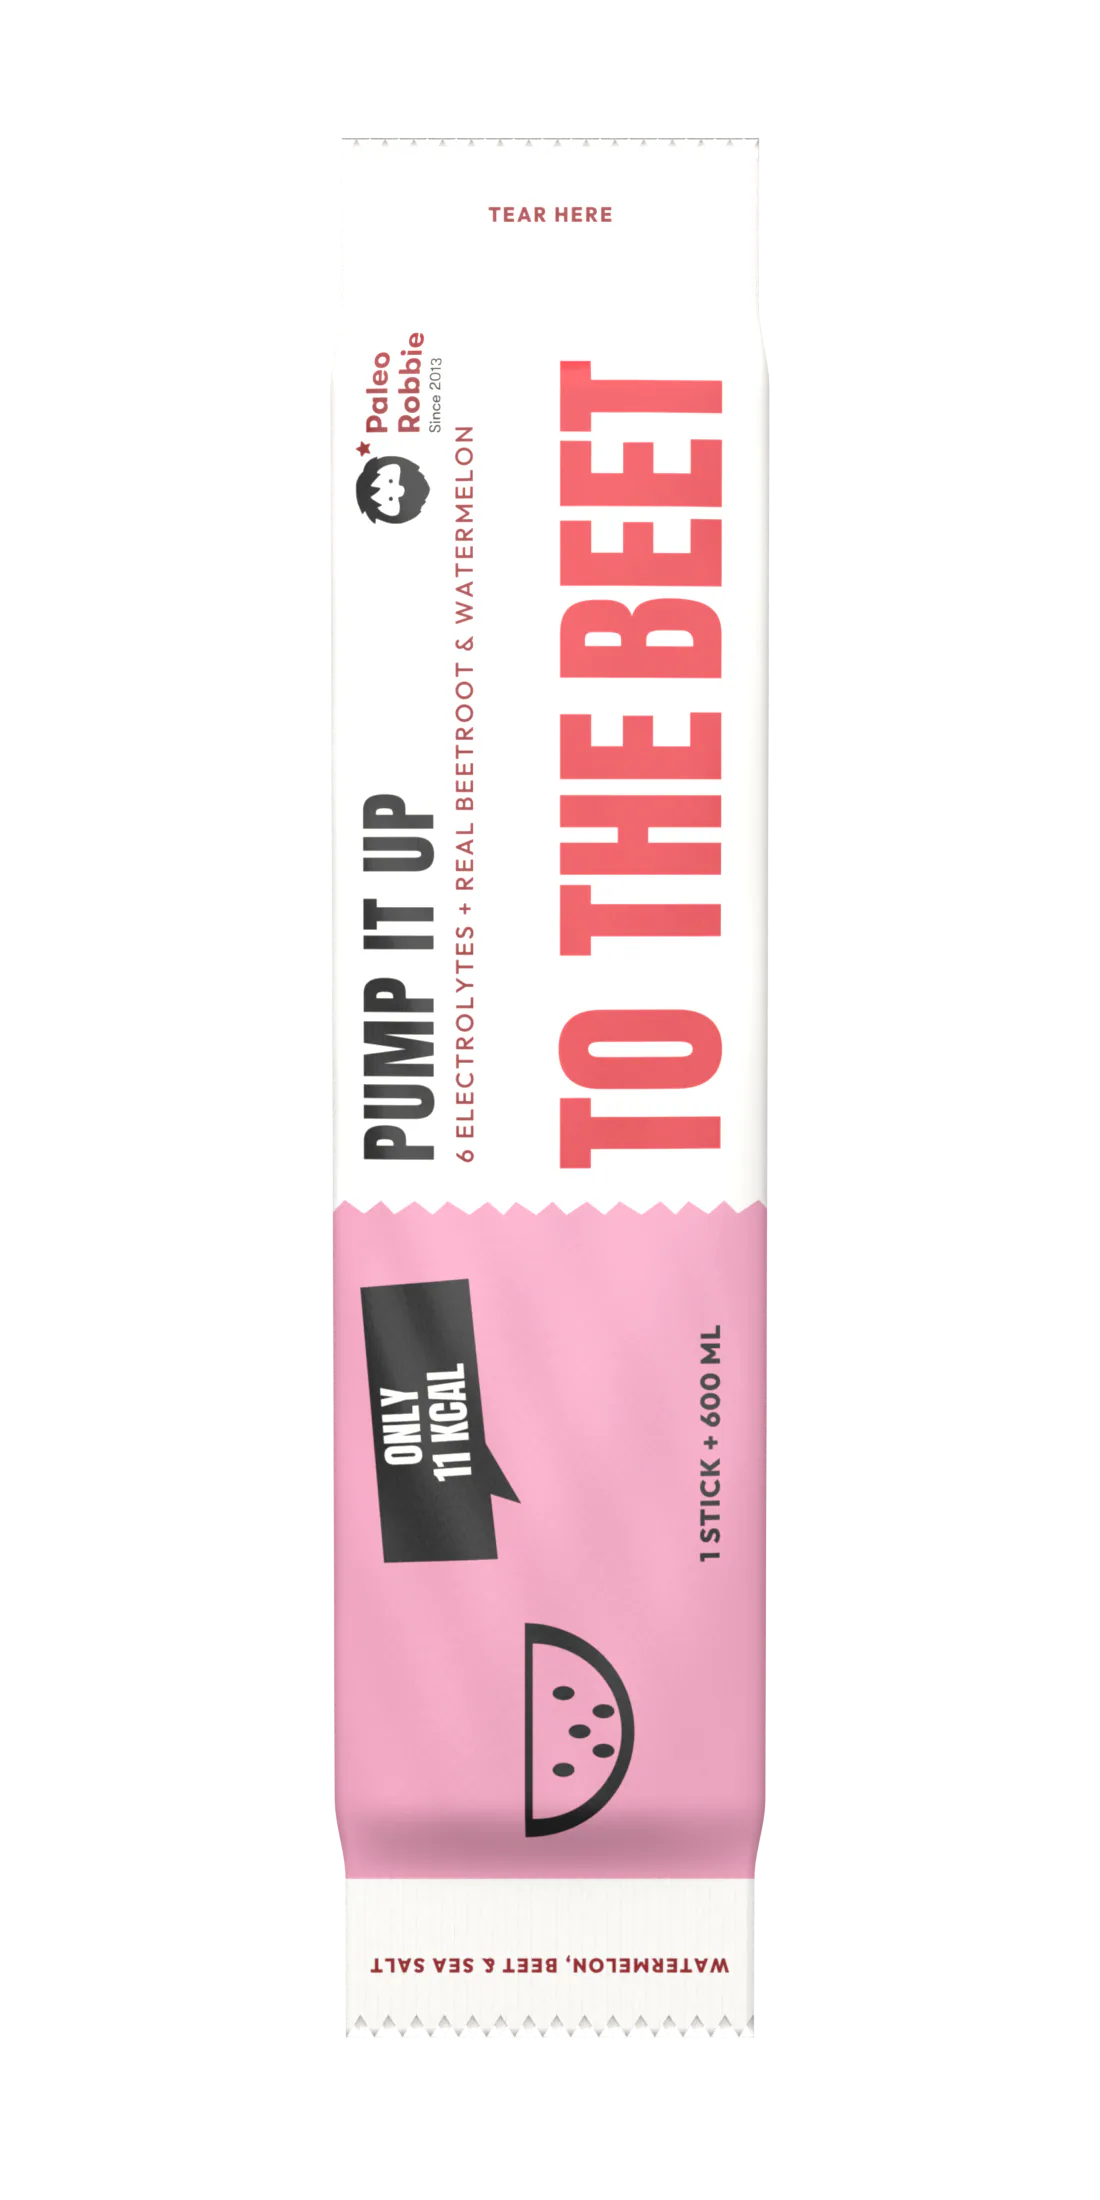 TEAR HERE
Paleo
Robbie
Since 2013
PUMP IT UP
6 ELECTROLYTES + REAL BEETROOT & WATERMELON
TO THE BEET
ONLY
11 KCAL
1 STICK + 600 ML
WATERMELON, BEET & SEA SALT